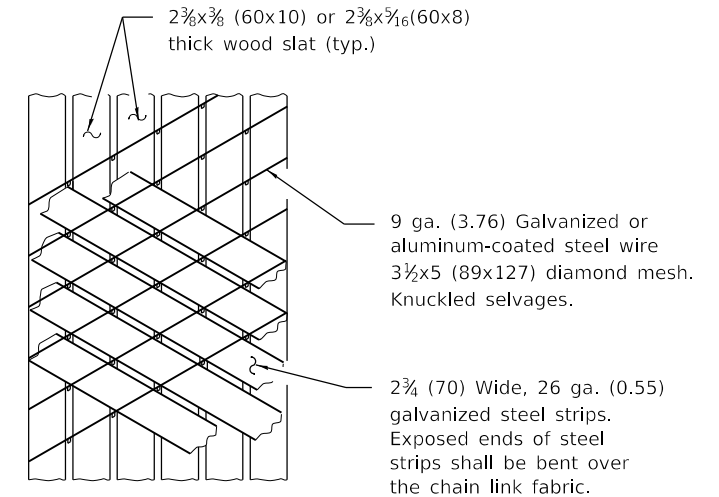 2⅜x⅜ (60x10) or 2⅜x5⁄16(60x8)
thick wood slat (typ.)
9 ga. (3.76) Galvanized or
aluminum-coated steel wire
3½x5 (89x127) diamond mesh.
Knuckled selvages.
2¾ (70) Wide, 26 ga. (0.55)
galvanized steel strips.
Exposed ends of steel
strips shall be bent over
the chain link fabric.